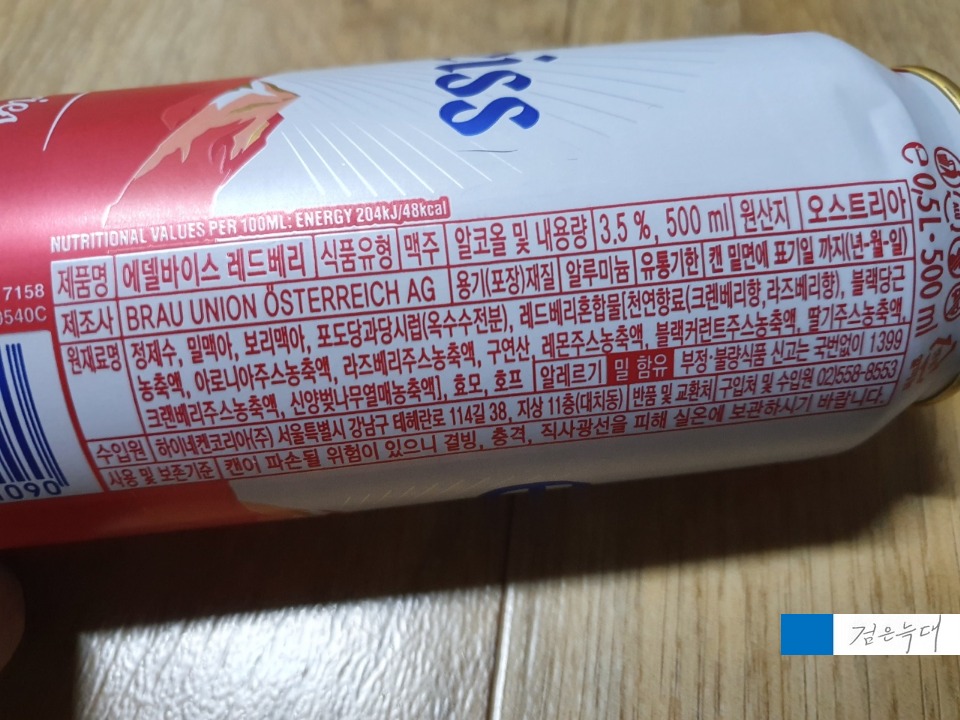 iss
NUTRITIONAL VALUES PER 100ML: ENERGY 204kJ/48kcal
제품명 에델바이스 레드베리 식품유형 맥주 알코올 및 내용량 3.5 %, 500 ml 원산지 오스트리아
제조사 BRAU UNION ÖSTERREICH AG 용기(포장)재질 알루미늄 유통기한 캔 밑면에 표기일 까지(년·월·일)
원재료명 정제수, 밀맥아, 보리맥아, 포도당과당시럽(옥수수전분), 레드베리혼합물[천연향료(크렌베리향,라즈베리향), 블랙당근
농축액, 아로니아주스농축액, 라즈베리주스농축액, 구연산, 레몬주스농축액, 블랙커런트주스농축액, 딸기주스농축액,
크렌베리주스농축액, 신양벚나무열매농축액], 효모, 호프 알레르기 밀 함유 부정·불량식품 신고는 국번없이 1399
수입원 하이네켄코리아(주) 서울특별시 강남구 테헤란로 114길 38, 지상 11층(대치동) 반품 및 교환처 구입처 및 수입원 02)558-8553
사용 및 보존기준 캔이 파손될 위험이 있으니 결빙, 충격, 직사광선을 피해 실온에 보관하시기 바랍니다.
e 0,5L · 500 ml
7158
0540C
090
검은늑대